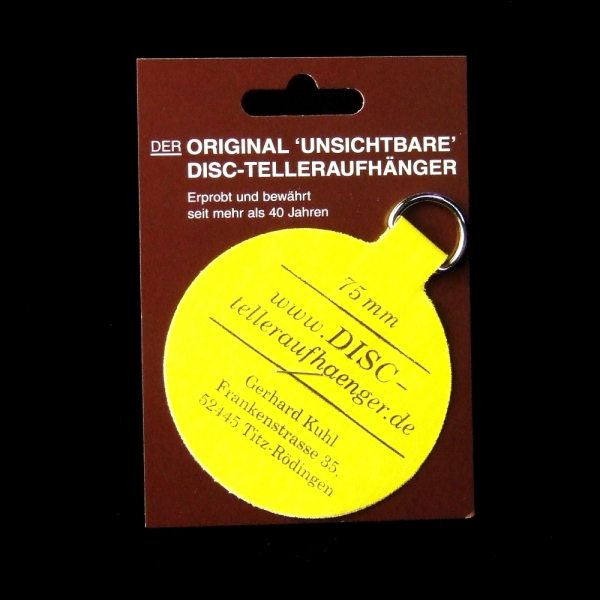 DER ORIGINAL ‘UNSICHTBARE’
DISC-TELLERAUFHÄNGER
Erprobt und bewährt
seit mehr als 40 Jahren
75 mm
www.DISC-
telleraufhaenger.de
Gerhard Kuhl
Frankenstrasse 35,
52445 Titz-Rödingen